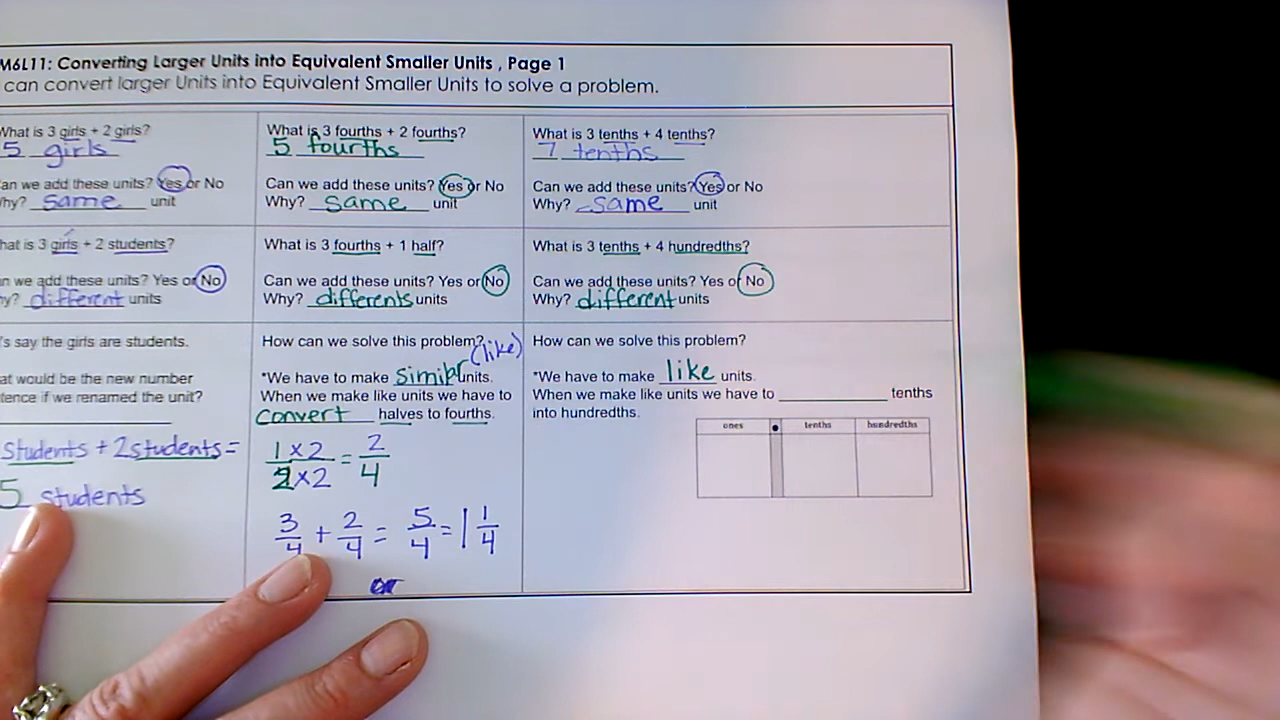 M6L11: Converting Larger Units into Equivalent Smaller Units , Page 1
can convert larger Units into Equivalent Smaller Units to solve a problem.
What is 3 girls + 2 girls?
5 girls
an we add these units? Yes or No
hy? same unit
hat is 3 girls + 2 students?
n we add these units? Yes or No
y? different units
's say the girls are students.
at would be the new number
tence if we renamed the unit?
students + 2 students =
5 students
What is 3 fourths + 2 fourths?
5 fourths
Can we add these units? Yes or No
Why? same unit
What is 3 fourths + 1 half?
Can we add these units? Yes or No
Why? differents units
How can we solve this problem?
(like)
*We have to make similar units.
When we make like units we have to
convert halves to fourths.
1 x 2 / 2 x 2 = 2/4
3/4 + 2/4 = 5/4 = 1 1/4
or
What is 3 tenths + 4 tenths?
7 tenths
Can we add these units? Yes or No
Why? same unit
What is 3 tenths + 4 hundredths?
Can we add these units? Yes or No
Why? different units
How can we solve this problem?
*We have to make like units.
When we make like units we have to ____________ tenths
into hundredths.
ones . tenths hundredths